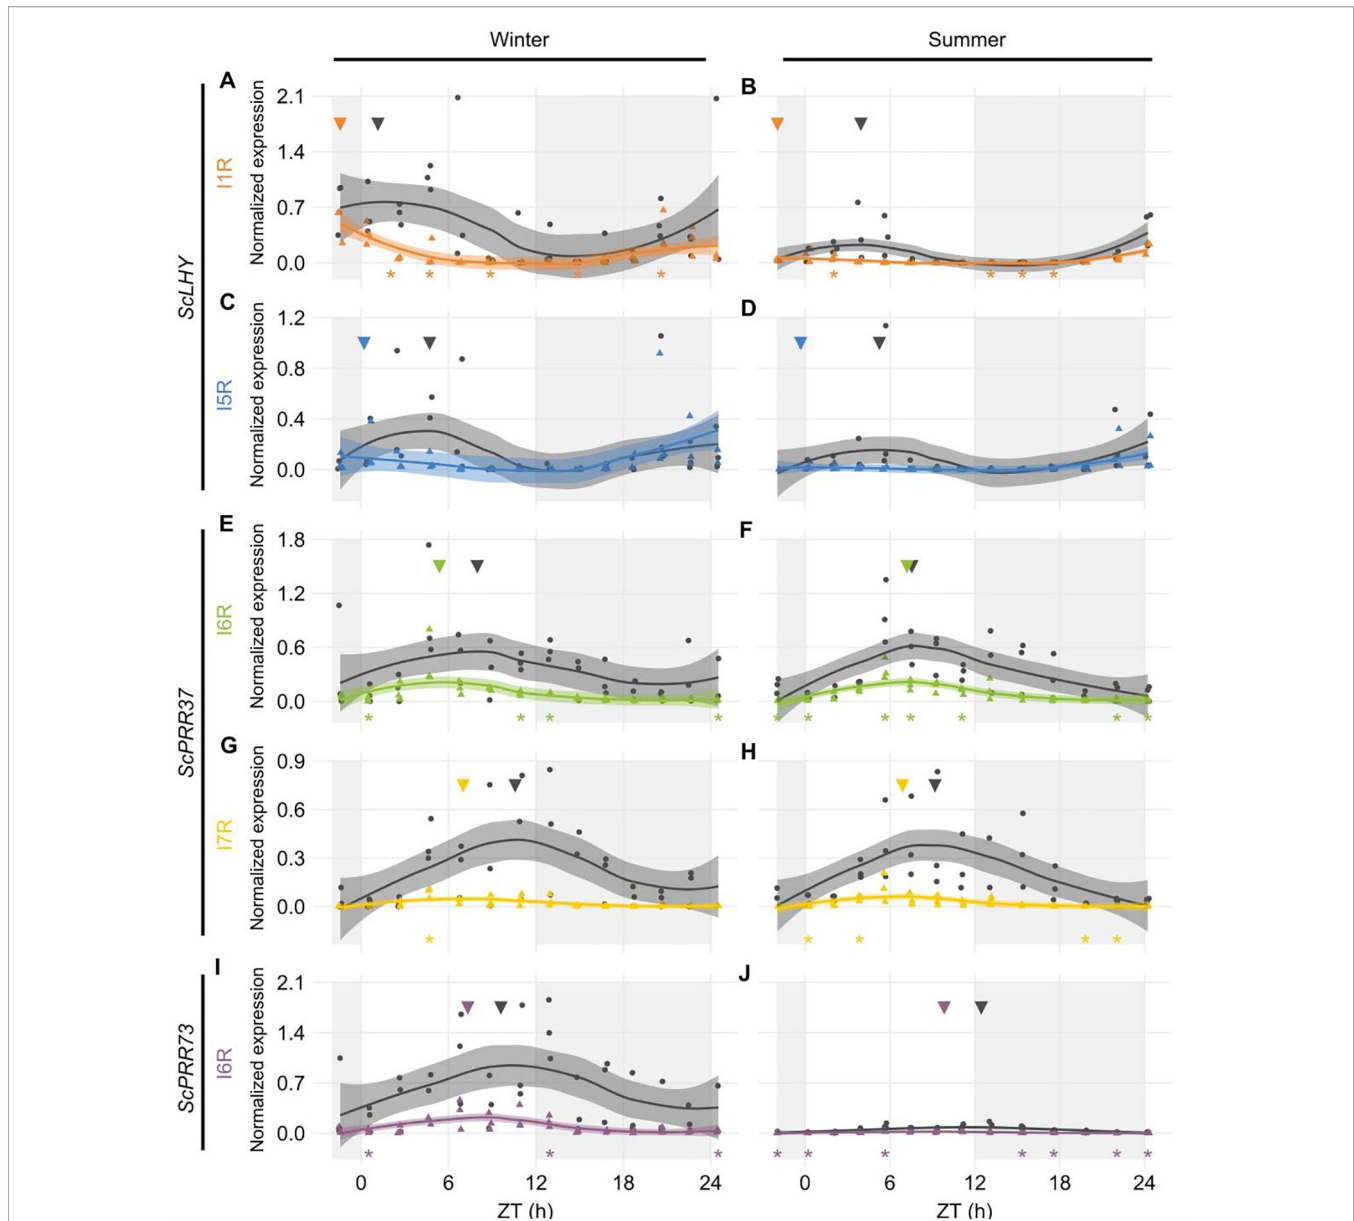 Winter Summer
A B
ScLHY
I1R
Normalized expression
2.1
1.4
0.7
0.0
* * * * * * * * *
C D
I5R
Normalized expression
1.2
0.8
0.4
0.0
E F
ScPRR37
I6R
Normalized expression
1.8
1.2
0.6
0.0
* * * * * * * * * * *
G H
I7R
Normalized expression
0.9
0.6
0.3
0.0
* * * * *
I J
ScPRR73
I6R
Normalized expression
2.1
1.4
0.7
0.0
* * * * * * * * * *
0 6 12 18 24 0 6 12 18 24
ZT (h) ZT (h)